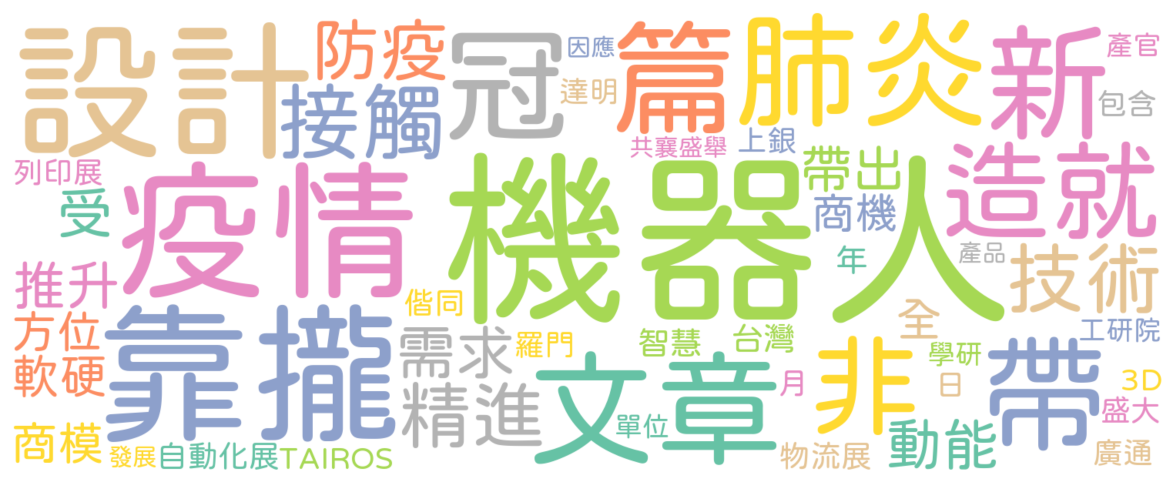 設計
防疫
接觸
冠
因應
達明
篇
共襄盛舉
肺炎
上銀
新
產官
包含
列印展
受
疫情
機器人
帶出
商機
造就
年
產品
技術
推升
方位
軟硬
靠攏
偕同
需求
羅門
精進
智慧
台灣
文章
單位
月
全
非
學研
日
帶
工研院
3D
盛大
商模
發展
自動化展
TAIROS
物流展
動能
廣通